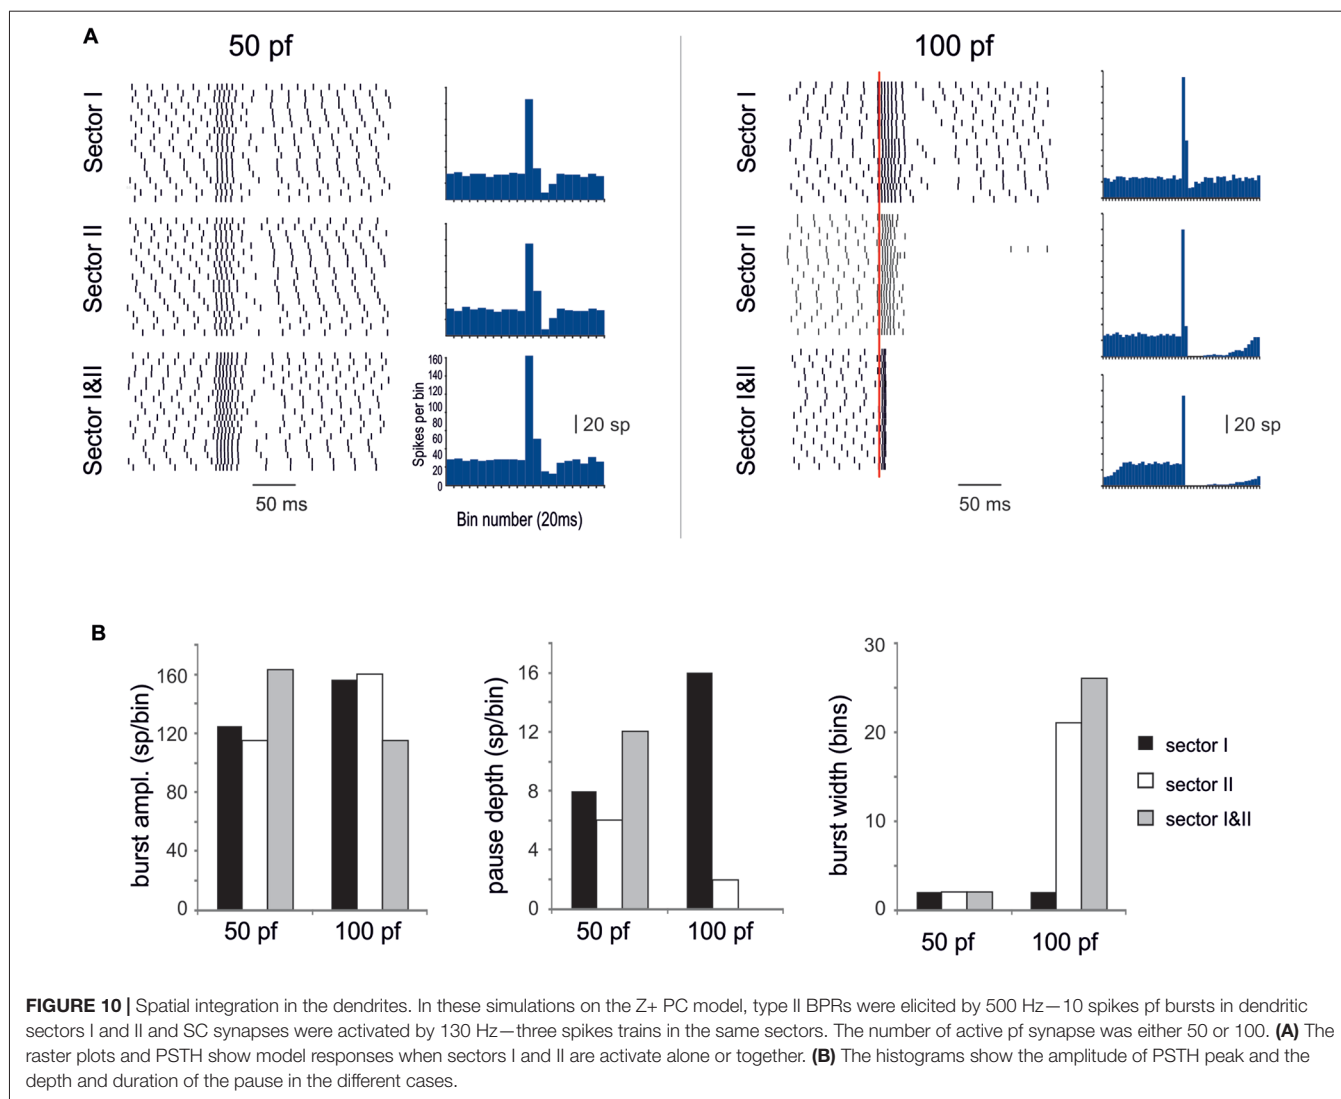 A
50 pf
100 pf
Sector I
Sector II
Sector I&II
50 ms
160
140
120
100
80
60
40
20
0
Spikes per bin
20 sp
Bin number (20ms)
Sector I
Sector II
Sector I&II
50 ms
20 sp
B
burst ampl. (sp/bin)
160
120
80
40
0
50 pf
100 pf
pause depth (sp/bin)
16
12
8
4
0
50 pf
100 pf
burst width (bins)
30
20
10
0
50 pf
100 pf
sector I
sector II
sector I&II
FIGURE 10 | Spatial integration in the dendrites. In these simulations on the Z+ PC model, type II BPRs were elicited by 500 Hz—10 spikes pf bursts in dendritic
sectors I and II and SC synapses were activated by 130 Hz—three spikes trains in the same sectors. The number of active pf synapse was either 50 or 100. (A) The
raster plots and PSTH show model responses when sectors I and II are activate alone or together. (B) The histograms show the amplitude of PSTH peak and the
depth and duration of the pause in the different cases.